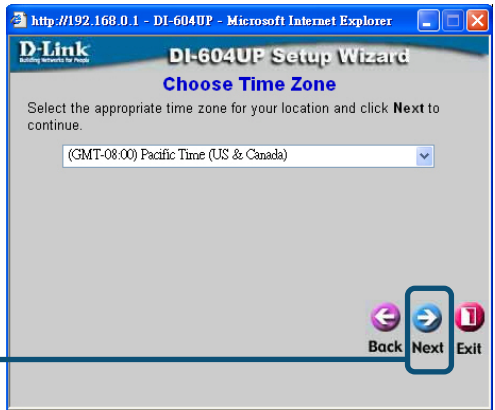 http://192.168.0.1 - DI-604UP - Microsoft Internet Explorer
D-Link
Building Networks for People
DI-604UP Setup Wizard
Choose Time Zone
Select the appropriate time zone for your location and click Next to
continue.
(GMT-08:00) Pacific Time (US & Canada)
Back Next Exit